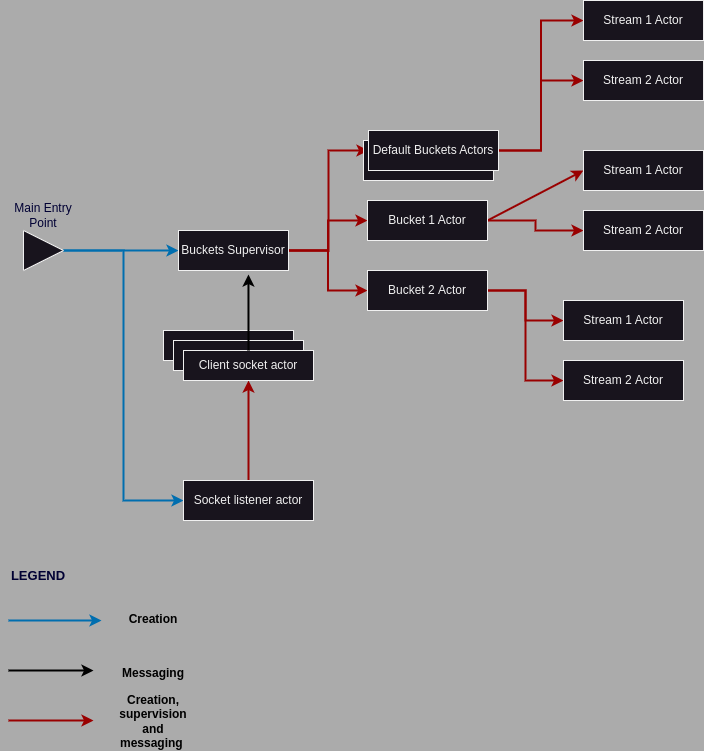 Stream 1 Actor
Stream 2 Actor
Default Buckets Actors
Stream 1 Actor
Main Entry
Point
Bucket 1 Actor
Stream 2 Actor
Buckets Supervisor
Bucket 2 Actor
Stream 1 Actor
Client socket actor
Stream 2 Actor
Socket listener actor
LEGEND
Creation
Messaging
Creation,
supervision
and
messaging